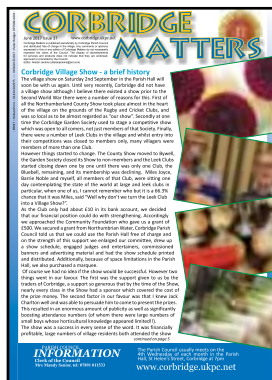 CORBRIDGE
MATTERS
June 2017 Issue 37
www.corbridge.ukpc.net
Corbridge Village Show - a brief history
The village show on Saturday 2nd September in the Parish Hall will
soon be with us again. Until very recently, Corbridge did not have
a village show although I believe there existed a show prior to the
Second World War there were a number of reasons for this. First of
all the Northumberland County Show took place almost in the heart
of the village on the grounds of the Rugby and Cricket Clubs, and
was so local as to be almost regarded as "our show". Secondly at one
time the Corbridge Garden Society used to stage a competitive show
which was open to all comers, not just members of that Society. Finally,
there were a number of Leek Clubs in the village and whilst entry into
their competitions was closed to members only, many villagers were
members of more than one Club.
However things started to change. The County Show moved to Bywell,
the Garden Society closed its Show to non-members and the Leek Clubs
started closing down one by one until there was only one Club, the
Bluebell, remaining, and its membership was declining. Miles Joyce,
Barrie Noble and myself, all members of that Club, were sitting one
day contemplating the state of the world at large and leek clubs in
particular, when one of us, I cannot remember who but it is a 66.3%
chance that it was Miles, said "Well why don't we turn the Leek Club
into a Village Show?".
As the Club only had about £10 in its bank account, we decided
that our financial position could do with strengthening. Accordingly
we approached the Community Foundation who gave us a grant of
£500. We secured a grant from Northumbrian Water, Corbridge Parish
Council told us that we could use the Parish Hall free of charge and
on the strength of this support we enlarged our committee, drew up
a show schedule, engaged judges and entertainers, commissioned
banners and advertising material and had the show schedule printed
and distributed. Additionally, because of space limitations in the Parish
Hall, we also purchased a marquee.
Of course we had no idea if the show would be successful. However two
things went in our favour. The first was the support given to us by the
traders of Corbridge, a support so generous that by the time of the Show,
nearly every class in the Show had a sponsor which covered the cost of
the prize money. The second factor in our favour was that I knew Jack
Charlton well and was able to persuade him to come to present the prizes.
This resulted in an enormous amount of publicity as well as significantly
boosting attendance numbers (of whom there were large numbers of
small boys whose horticultural knowledge appeared limited!).
The show was a success in every sense of the word. It was financially
profitable, large numbers of village residents both attended the show
continued on page 5
PARISH COUNCIL
INFORMATION
Clerk of the Council
Mrs Mandy Senior, tel: 07801 011533
The Parish Council usually meets on the
4th Wednesday of each month in the Parish
Hall, St Helen's Street, Corbridge at 7pm
www.corbridge.ukpc.net